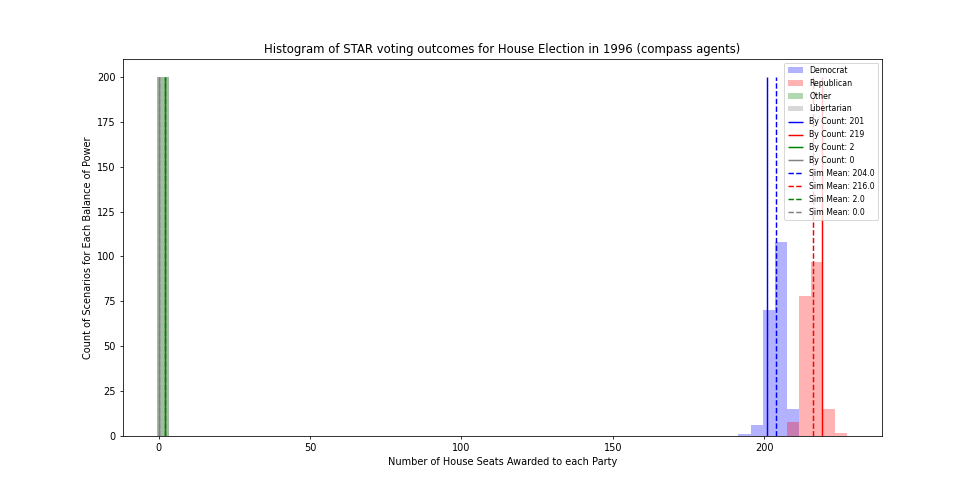 Histogram of STAR voting outcomes for House Election in 1996 (compass agents)
Count of Scenarios for Each Balance of Power
200
175
150
125
100
75
50
25
0
0 50 100 150 200
Number of House Seats Awarded to each Party
Democrat
Republican
Other
Libertarian
By Count: 201
By Count: 219
By Count: 2
By Count: 0
Sim Mean: 204.0
Sim Mean: 216.0
Sim Mean: 2.0
Sim Mean: 0.0